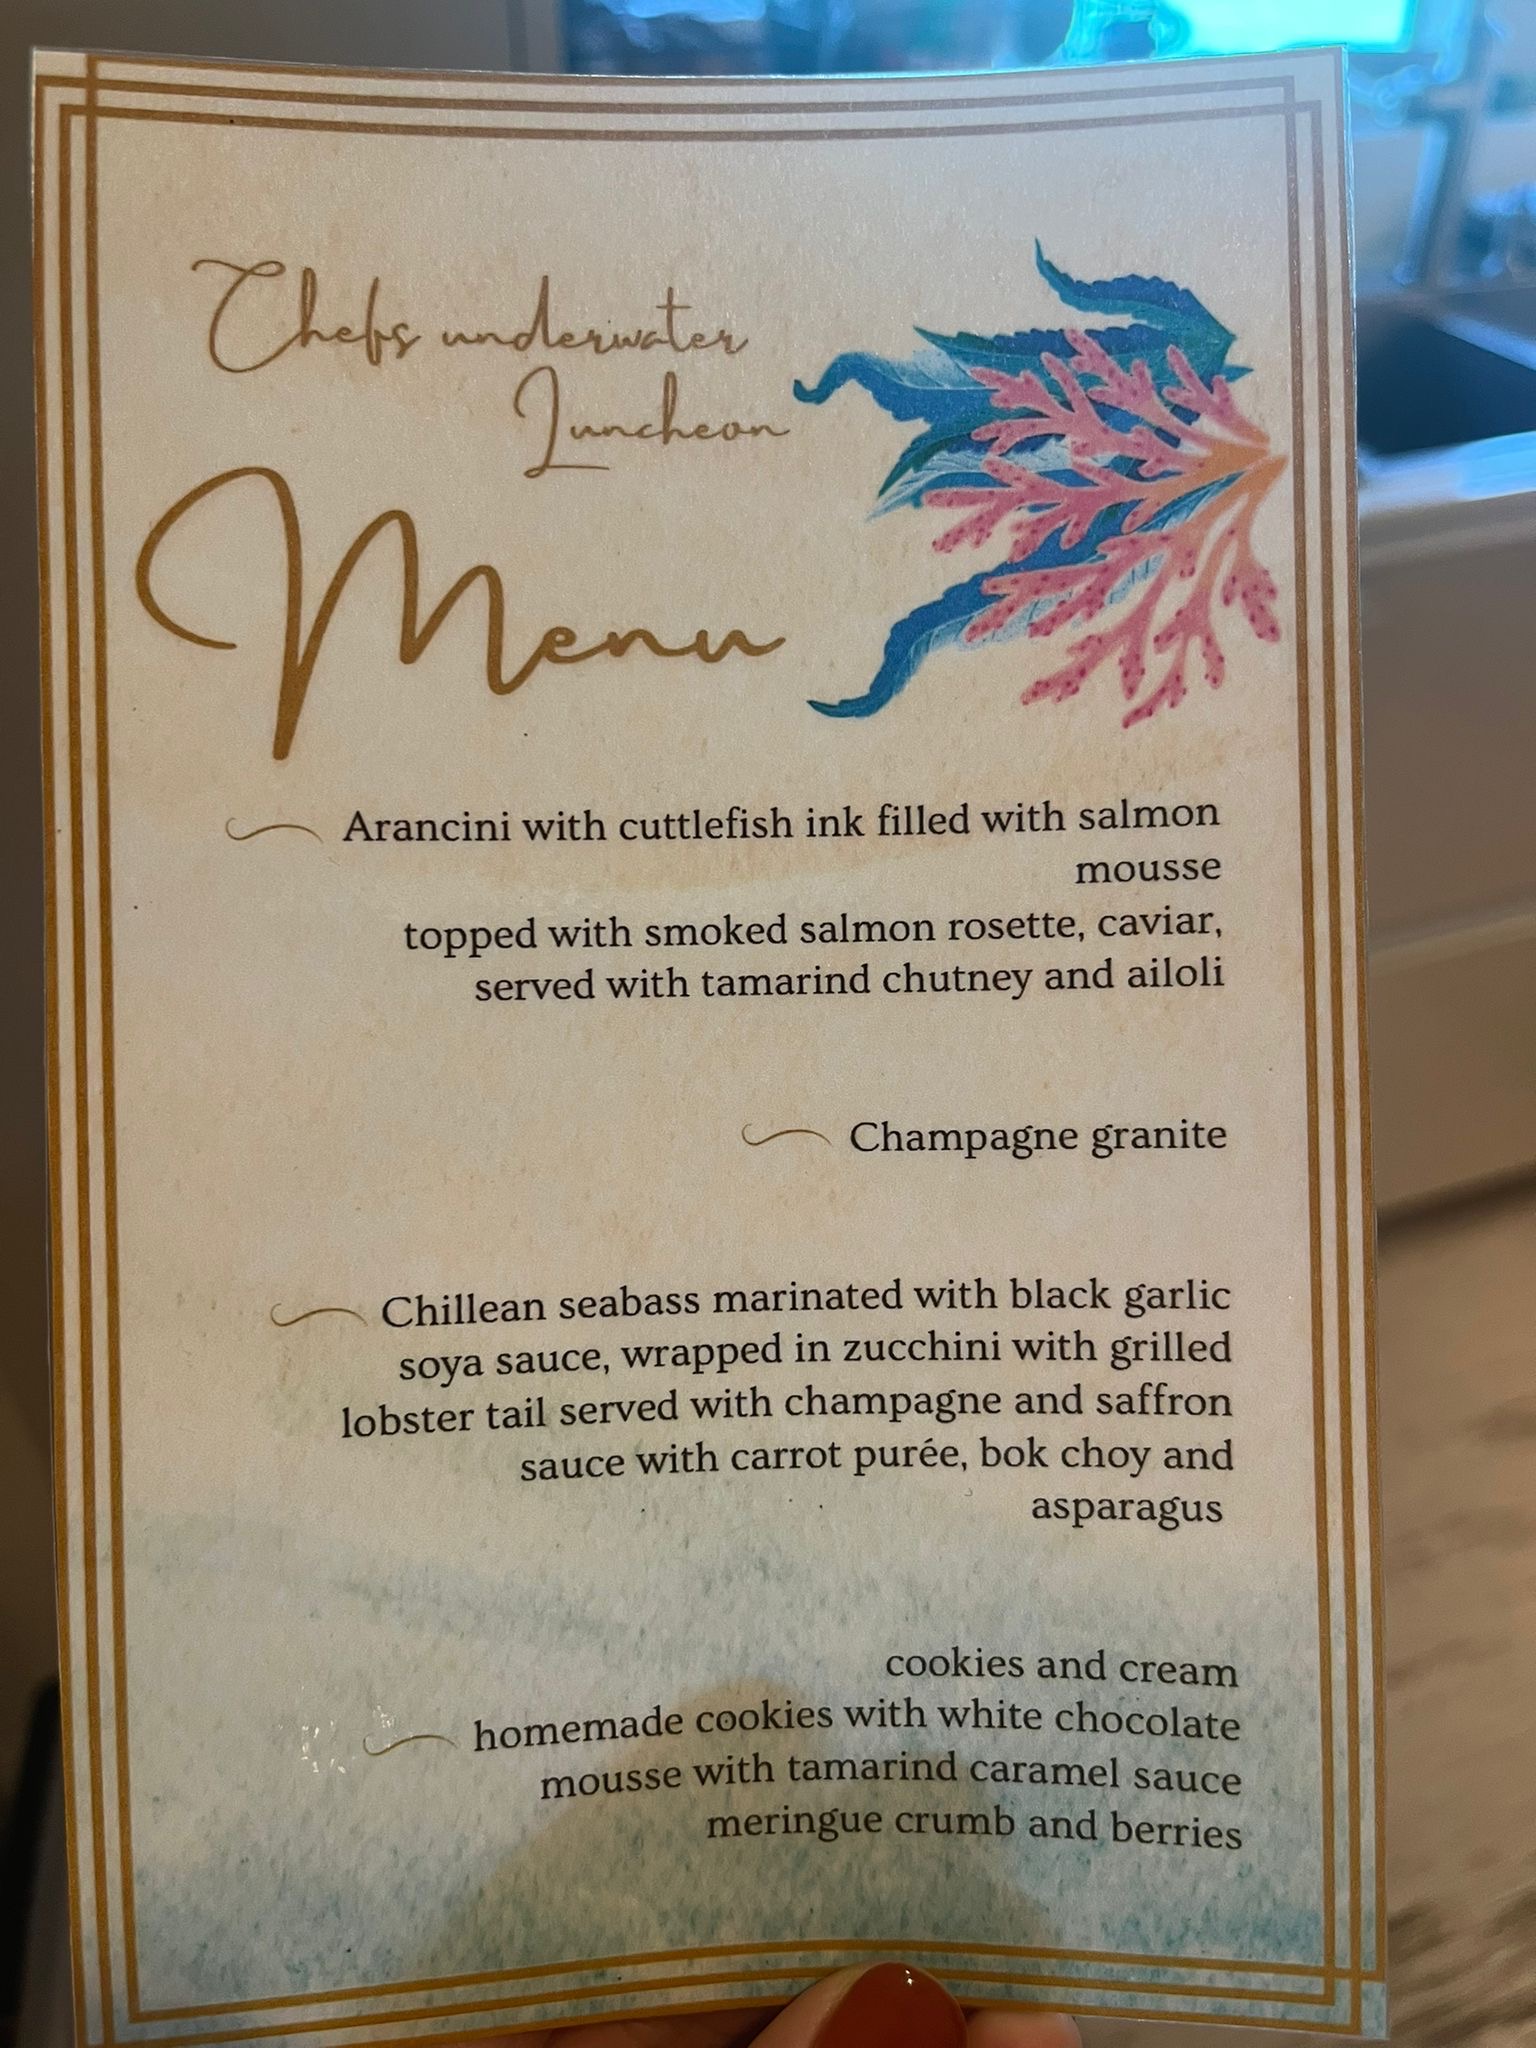 Chefs underwater
Luncheon
Menu
Arancini with cuttlefish ink filled with salmon
mousse
topped with smoked salmon rosette, caviar,
served with tamarind chutney and ailoli
Champagne granite
Chillean seabass marinated with black garlic
soya sauce, wrapped in zucchini with grilled
lobster tail served with champagne and saffron
sauce with carrot purée, bok choy and
asparagus
cookies and cream
homemade cookies with white chocolate
mousse with tamarind caramel sauce
meringue crumb and berries